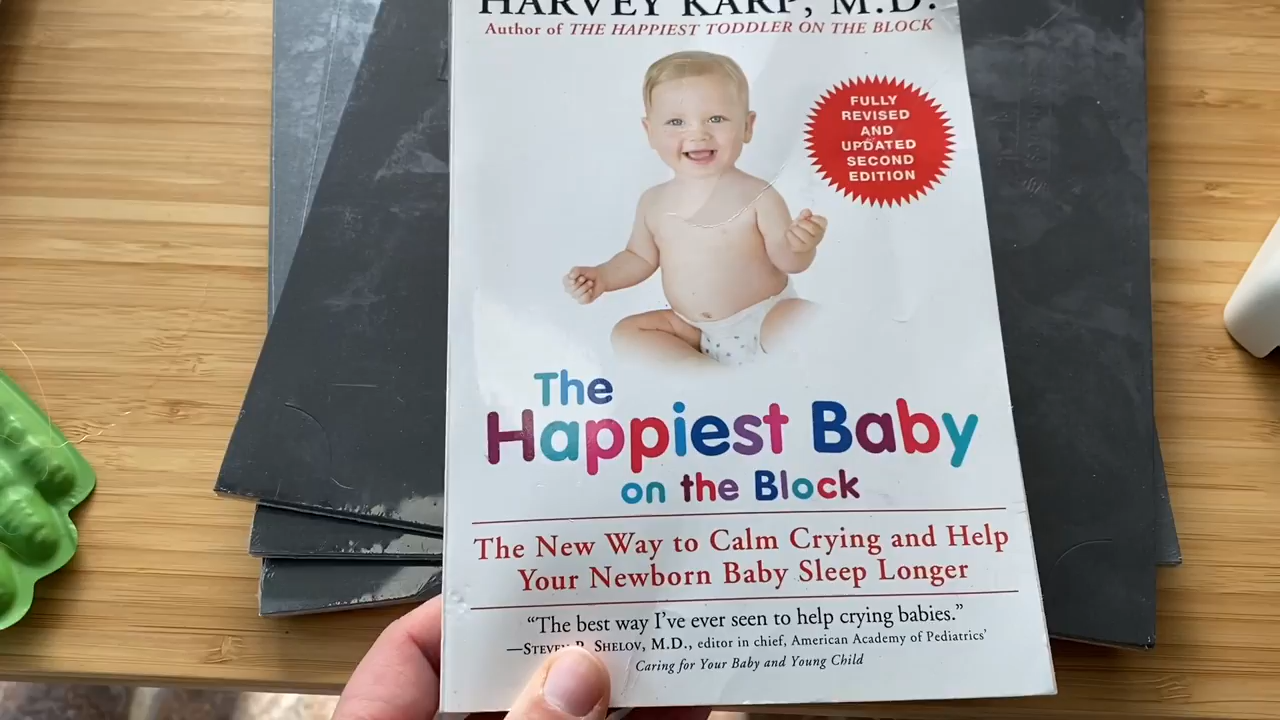 HARVEY KARP, M.D.
Author of THE HAPPIEST TODDLER ON THE BLOCK
FULLY
REVISED
AND
UPDATED
SECOND
EDITION
The
Happiest Baby
on the Block
The New Way to Calm Crying and Help
Your Newborn Baby Sleep Longer
“The best way I’ve ever seen to help crying babies.”
—STEVEN P. SHELOV, M.D., editor in chief, American Academy of Pediatrics’
Caring for Your Baby and Young Child